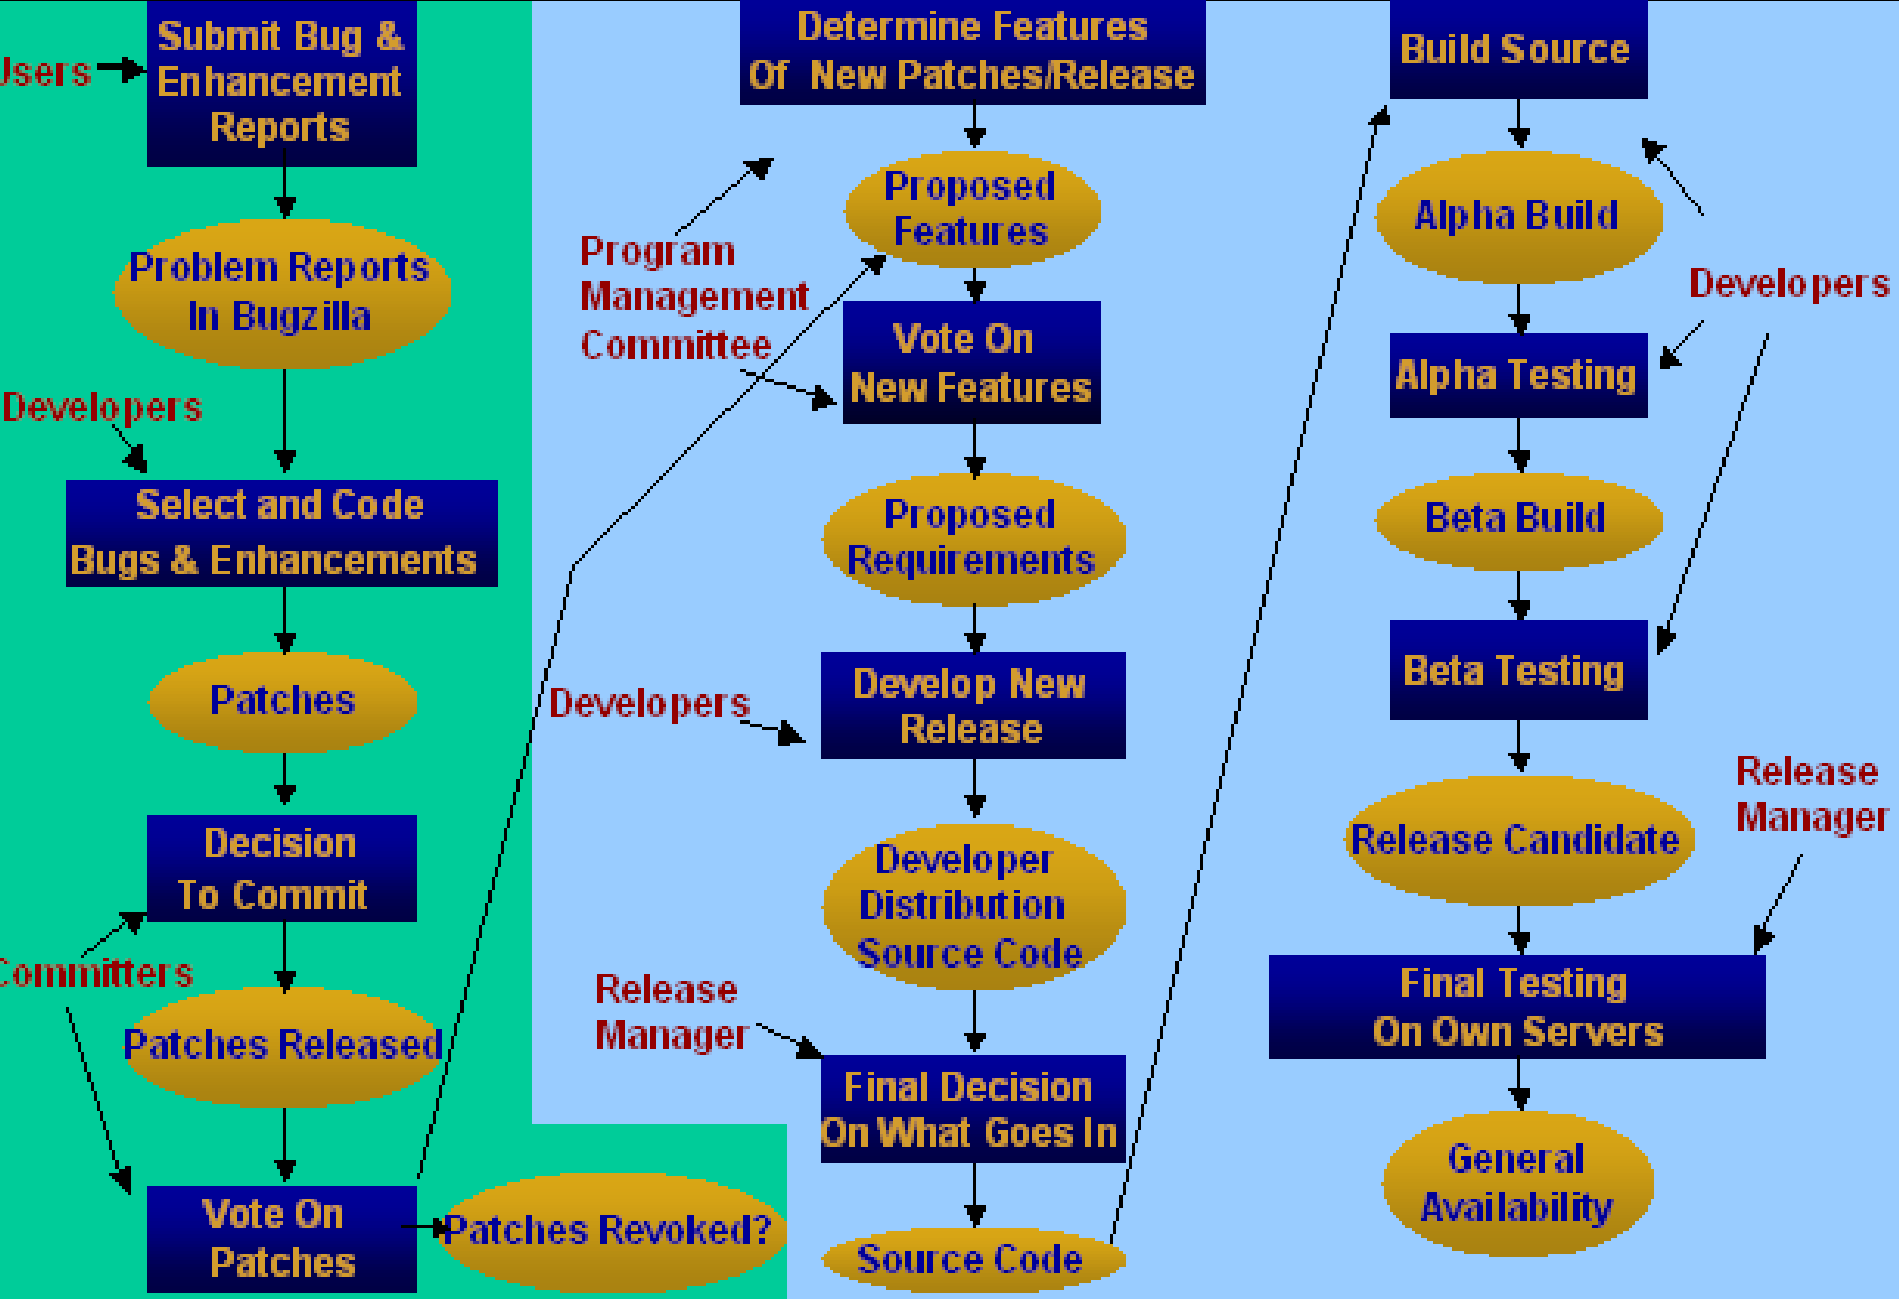 Submit Bug &
Enhancement
Reports
Users
Problem Reports
In Bugzilla
Developers
Select and Code
Bugs & Enhancements
Patches
Decision
To Commit
Committers
Patches Released
Vote On
Patches
Patches Revoked?
Determine Features
Of New Patches/Release
Proposed
Features
Program
Management
Committee
Vote On
New Features
Proposed
Requirements
Developers
Develop New
Release
Developer
Distribution
Source Code
Release
Manager
Final Decision
On What Goes In
Source Code
Build Source
Alpha Build
Developers
Alpha Testing
Beta Build
Beta Testing
Release
Manager
Release Candidate
Final Testing
On Own Servers
General
Availability